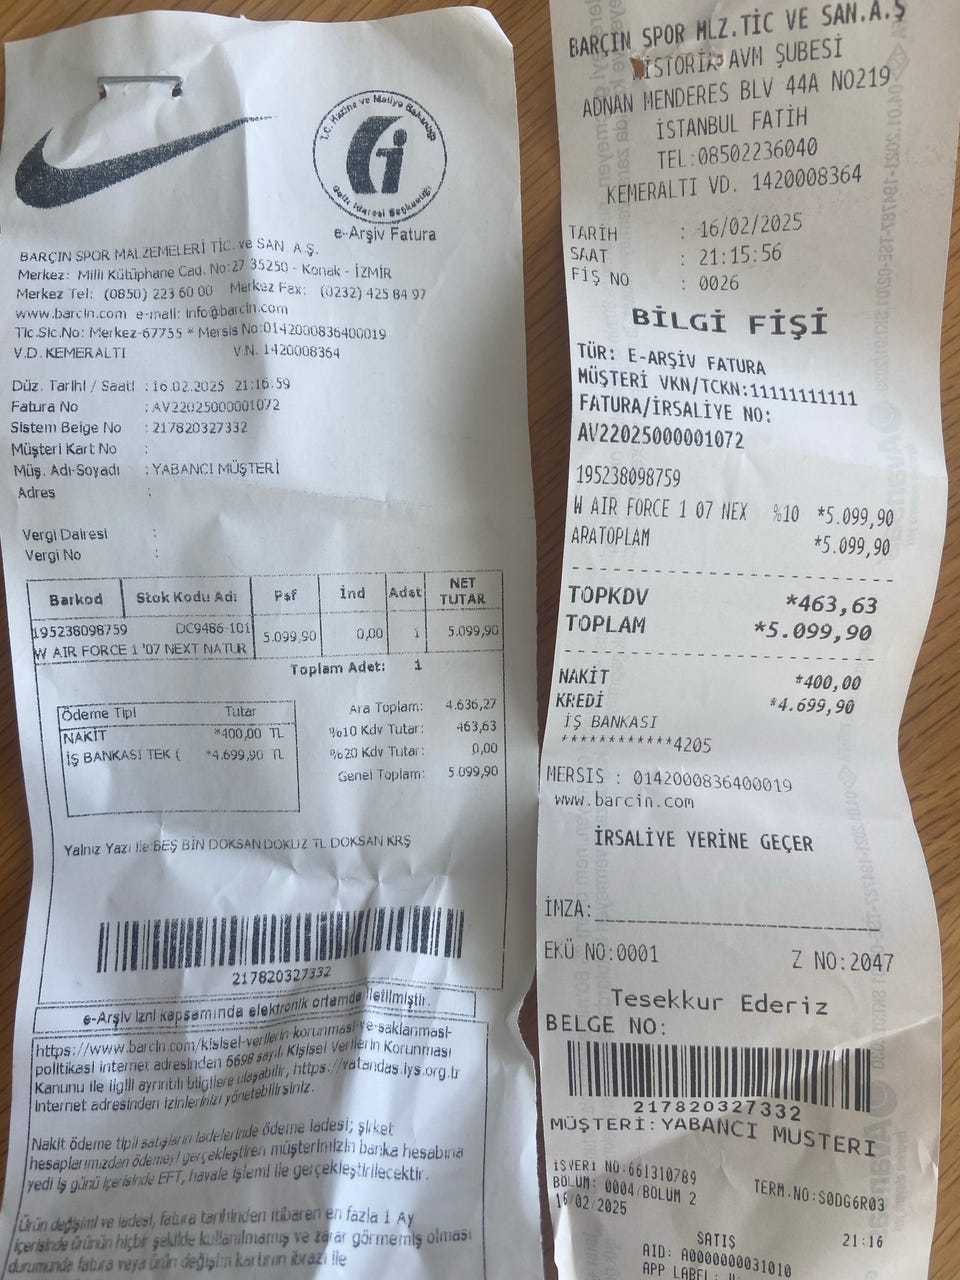 T.C. Hazine ve Maliye Bakanlığı
Gelir İdaresi Başkanlığı
e-Arşiv Fatura
BARÇIN SPOR MALZEMELERİ TİC. ve SAN. A.Ş.
Merkez: Milli Kütüphane Cad. No:27 35250 - Konak - İZMİR
Merkez Tel: (0850) 223 60 00 Merkez Fax: (0232) 425 84 97
www.barcin.com e-mail: info@barcin.com
Tic.Sic.No: Merkez-67755 * Mersis No:0142000836400019
V.D. KEMERALTI V.N. 1420008364
Düz. Tarihi / Saati : 16.02.2025 21:16:59
Fatura No : AV22025000001072
Sistem Belge No : 217820327332
Müşteri Kart No :
Müş. Adı-Soyadı : YABANCI MÜŞTERİ
Adres :
Vergi Dairesi :
Vergi No :
Barkod Stok Kodu Adı Psf İnd Adet NET TUTAR
195238098759 DC9486-101 5.099,90 0,00 1 5.099,90
W AIR FORCE 1 '07 NEXT NATUR
Toplam Adet: 1
Ödeme Tipi Tutar
NAKİT *400,00 TL
İŞ BANKASI TEK ( *4.699,90 TL
Ara Toplam: 4.636,27
%10 Kdv Tutar: 463,63
%20 Kdv Tutar: 0,00
Genel Toplam: 5.099,90
Yalnız Yazı ile:BEŞ BİN DOKSAN DOKUZ TL DOKSAN KRŞ
217820327332
e-Arşiv izni kapsamında elektronik ortamda iletilmiştir.
https://www.barcin.com/kisisel-verilerin-korunmasi-ve-saklanmasi-
politikasi internet adresinden 6698 sayılı Kişisel Verilerin Korunması
Kanunu ile ilgili ayrıntılı bilgilere ulaşabilir, https://vatandas.iys.org.tr
internet adresinden izinlerinizi yönetebilirsiniz.
Nakit ödeme tipli satışların iadelerinde ödeme iadesi; şirket
hesaplarımızdan ödemeyi gerçekleştiren müşterinizin banka hesabına
yedi iş günü içerisinde EFT, havale işlemi ile gerçekleştirilecektir.
Ürün değişimi ve iadesi, fatura tarihinden itibaren en fazla 1 Ay
içerisinde ürünün hiçbir şekilde kullanılmamış ve zarar görmemiş olması
durumunda fatura veya ürün değişim kartının ibrazı ile
BARÇIN SPOR MLZ.TİC VE SAN.A.Ş
HİSTORİA AVM ŞUBESİ
ADNAN MENDERES BLV 44A NO219
İSTANBUL FATİH
TEL:08502236040
KEMERALTI VD. 1420008364
TARİH : 16/02/2025
SAAT : 21:15:56
FİŞ NO : 0026
BİLGİ FİŞİ
TÜR: E-ARŞİV FATURA
MÜŞTERİ VKN/TCKN:11111111111
FATURA/İRSALİYE NO:
AV22025000001072
195238098759
W AIR FORCE 1 07 NEX %10 *5.099,90
ARATOPLAM *5.099,90
TOPKDV *463,63
TOPLAM *5.099,90
NAKİT *400,00
KREDİ *4.699,90
İŞ BANKASI
************4205
MERSIS : 0142000836400019
www.barcin.com
İRSALİYE YERİNE GEÇER
İMZA:
EKÜ NO:0001 Z NO:2047
Tesekkur Ederiz
BELGE NO:
217820327332
MÜŞTERİ:YABANCI MUSTERI
İŞYERİ NO:661310789
BÖLÜM: 0004/BOLUM 2 TERM.NO:S0DG6R03
16/02/2025 21:16
SATIŞ
AID: A0000000031010
APP LABEL: